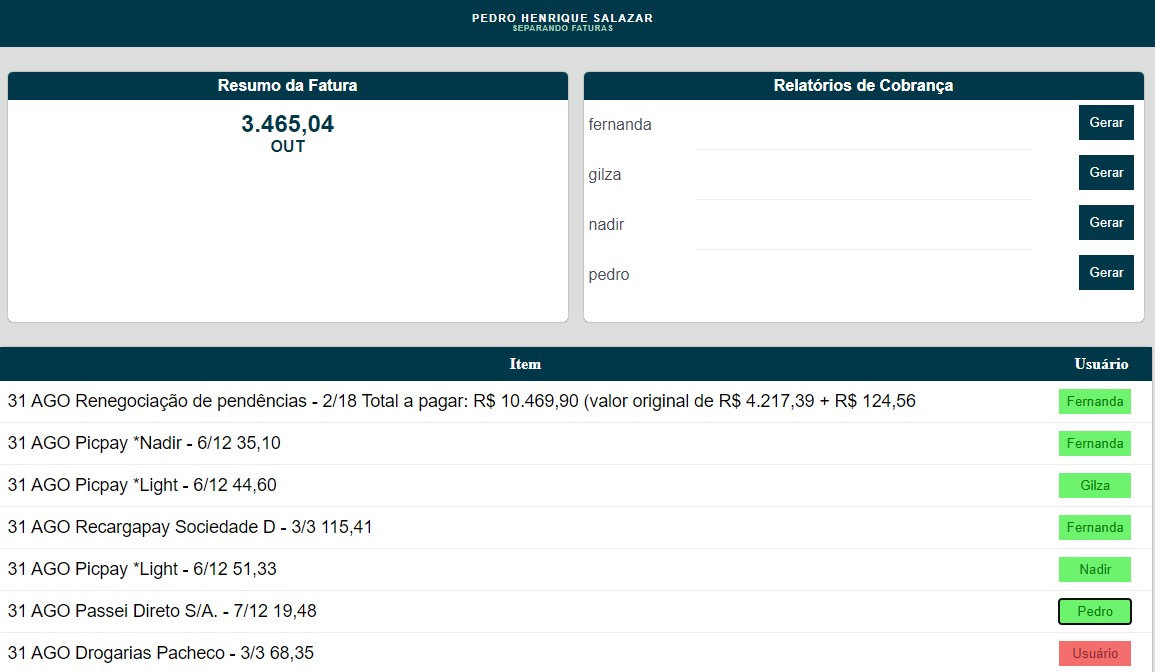 PEDRO HENRIQUE SALAZAR
SEPARANDO FATURAS
Resumo da Fatura
3.465,04
OUT
Relatórios de Cobrança
fernanda Gerar
gilza Gerar
nadir Gerar
pedro Gerar
Item Usuário
31 AGO Renegociação de pendências - 2/18 Total a pagar: R$ 10.469,90 (valor original de R$ 4.217,39 + R$ 124,56 Fernanda
31 AGO Picpay *Nadir - 6/12 35,10 Fernanda
31 AGO Picpay *Light - 6/12 44,60 Gilza
31 AGO Recargapay Sociedade D - 3/3 115,41 Fernanda
31 AGO Picpay *Light - 6/12 51,33 Nadir
31 AGO Passei Direto S/A. - 7/12 19,48 Pedro
31 AGO Drogarias Pacheco - 3/3 68,35 Usuário